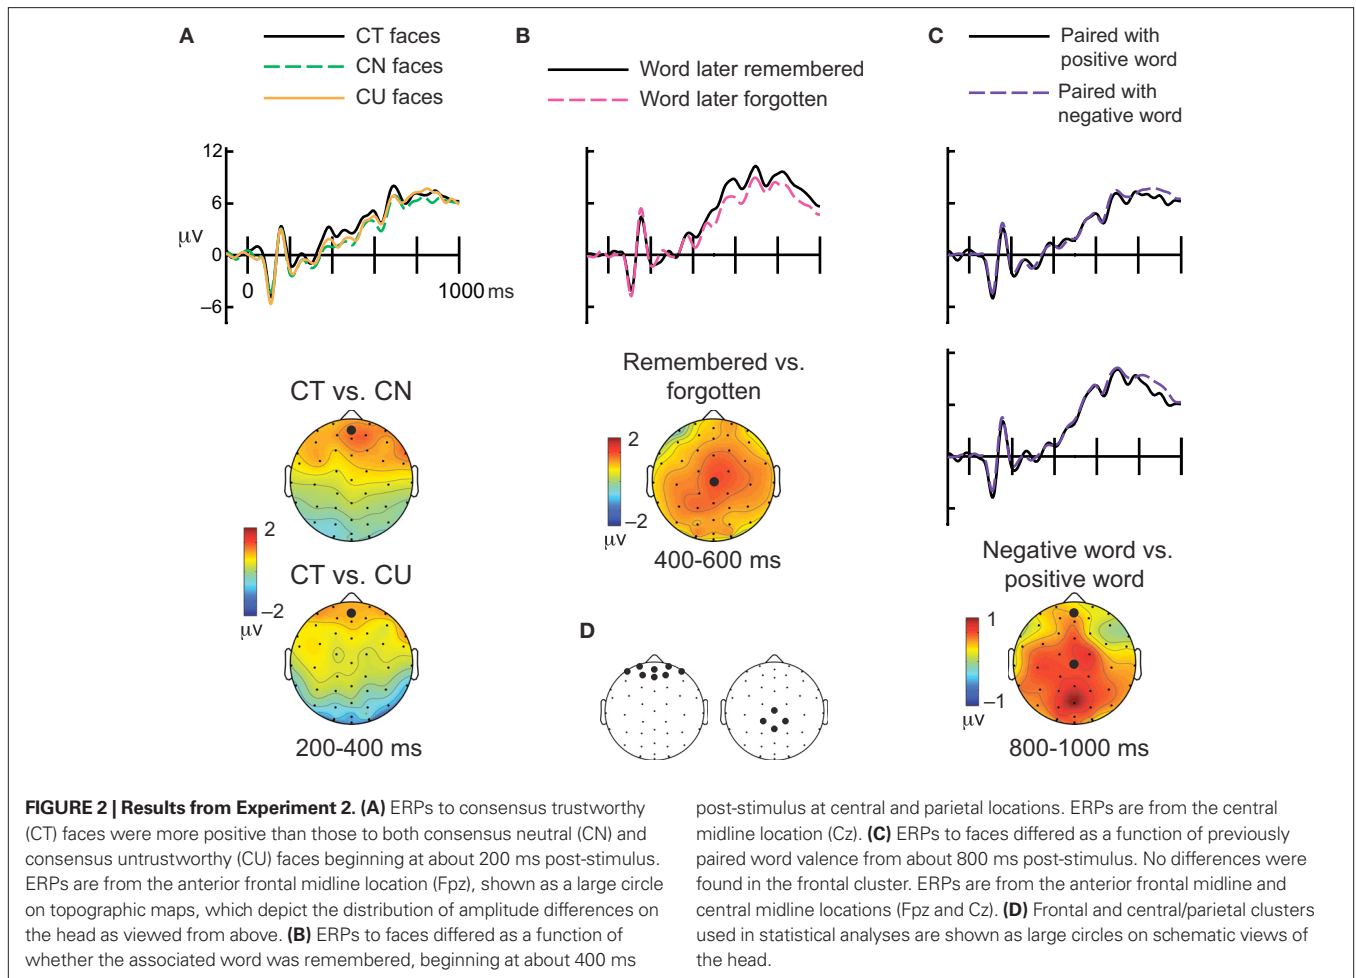 A
CT faces
CN faces
CU faces
B
Word later remembered
Word later forgotten
C
Paired with
positive word
Paired with
negative word
12
6
μv
0
–6
0
1000 ms
CT vs. CN
2
–2
μv
CT vs. CU
200-400 ms
Remembered vs.
forgotten
2
–2
μv
400-600 ms
D
Negative word vs.
positive word
1
–1
μv
800-1000 ms
FIGURE 2 | Results from Experiment 2. (A) ERPs to consensus trustworthy
(CT) faces were more positive than those to both consensus neutral (CN) and
consensus untrustworthy (CU) faces beginning at about 200 ms post-stimulus.
ERPs are from the anterior frontal midline location (Fpz), shown as a large circle
on topographic maps, which depict the distribution of amplitude differences on
the head as viewed from above. (B) ERPs to faces differed as a function of
whether the associated word was remembered, beginning at about 400 ms
post-stimulus at central and parietal locations. ERPs are from the central
midline location (Cz). (C) ERPs to faces differed as a function of previously
paired word valence from about 800 ms post-stimulus. No differences were
found in the frontal cluster. ERPs are from the anterior frontal midline and
central midline locations (Fpz and Cz). (D) Frontal and central/parietal clusters
used in statistical analyses are shown as large circles on schematic views of
the head.